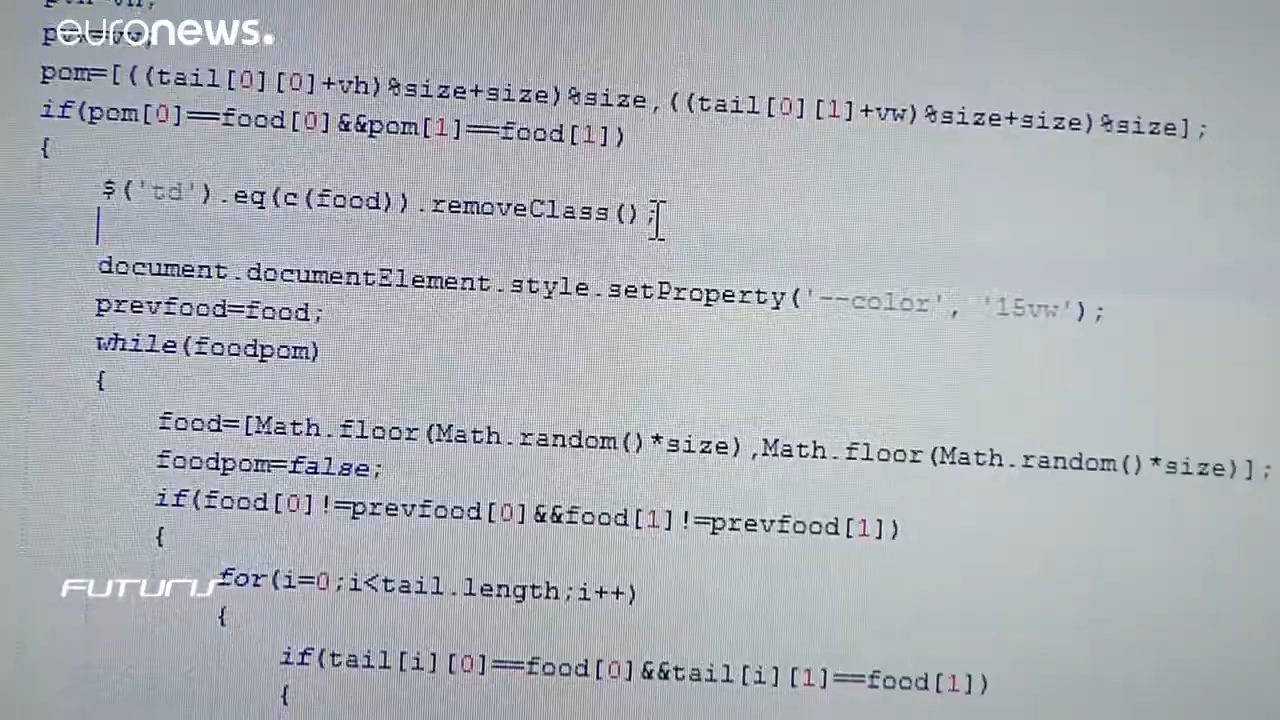 euronews.
pom=[((tail[0][0]+vh)%size+size)%size,((tail[0][1]+vw)%size+size)%size];
if(pom[0]==food[0]&&pom[1]==food[1])
{
$('td').eq(c(food)).removeClass();
document.documentElement.style.setProperty('--color', '15vw');
prevfood=food;
while(foodpom)
{
food=[Math.floor(Math.random()*size),Math.floor(Math.random()*size)];
foodpom=false;
if(food[0]!=prevfood[0]&&food[1]!=prevfood[1])
{
for(i=0;i<tail.length;i++)
FUTURIS
{
if(tail[i][0]==food[0]&&tail[i][1]==food[1])
{